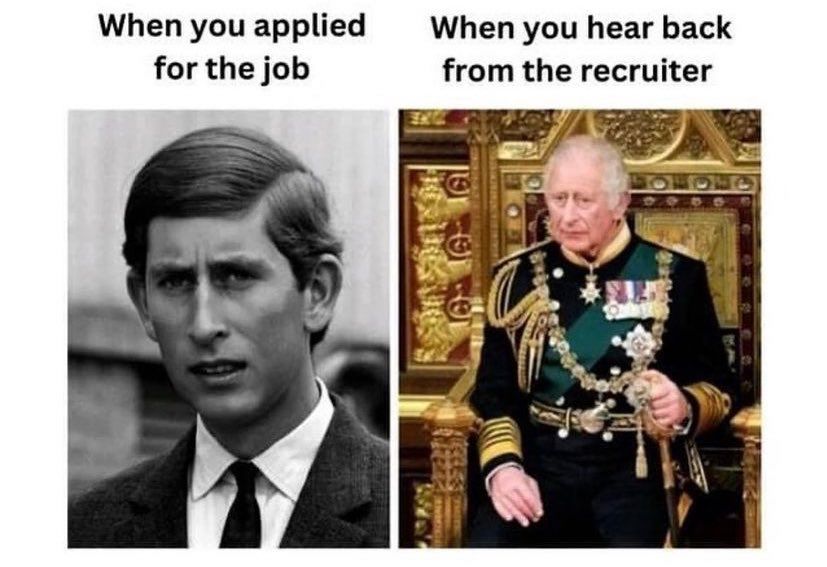 When you applied
for the job
When you hear back
from the recruiter